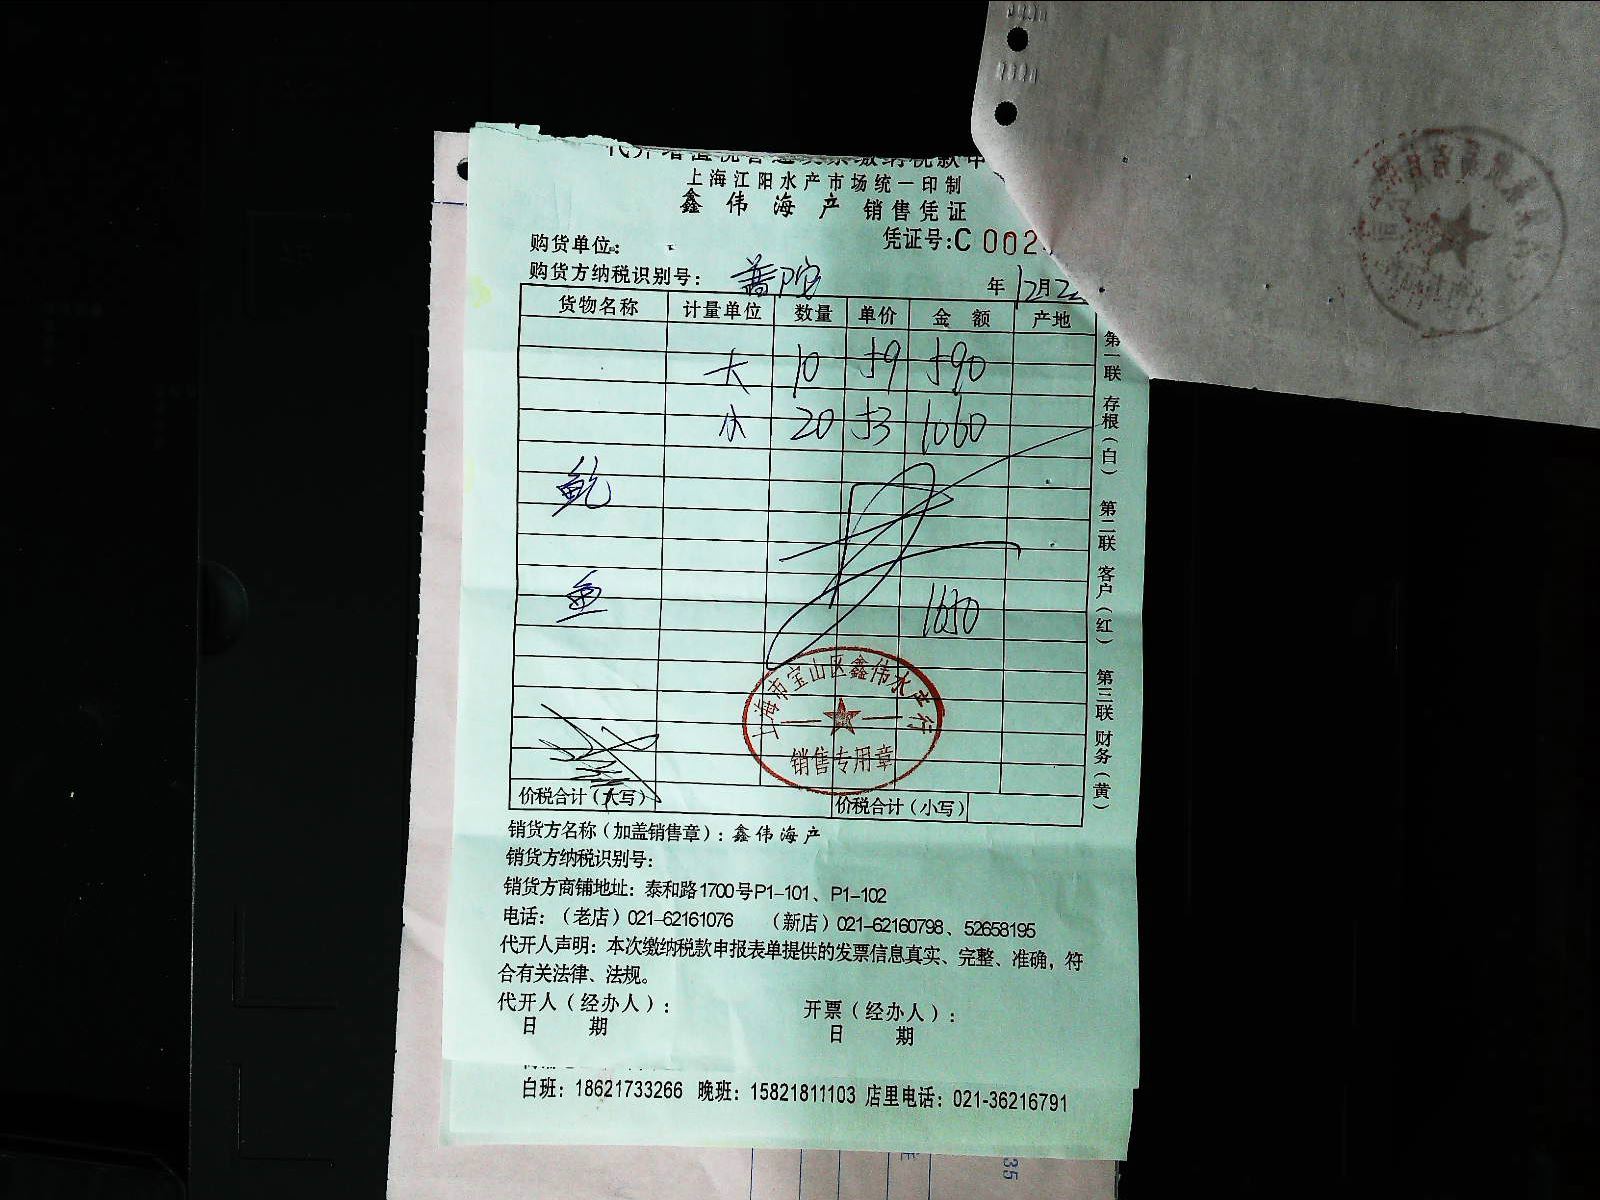 上海江阳水产市场统一印制
鑫伟海产 销售凭证
凭证号:C 002
购货单位:
购货方纳税识别号: 普陀 年12月2
货物名称 计量单位 数量 单价 金额 产地
大 10 59 590
小 20 53 1060
鲍
鱼 1650
上海市宝山区鑫伟水产行
销售专用章
价税合计(大写) 价税合计(小写)
第一联 存根(白) 第二联 客户(红) 第三联 财务(黄)
销货方名称(加盖销售章): 鑫伟海产
销货方纳税识别号:
销货方商铺地址: 泰和路1700号P1-101、P1-102
电话: (老店)021-62161076 (新店)021-62160798、52658195
代开人声明: 本次缴纳税款申报表单提供的发票信息真实、完整、准确,符
合有关法律、法规。
代开人(经办人): 开票(经办人):
日 期 日 期
白班: 18621733266 晚班: 15821811103 店里电话: 021-36216791
35